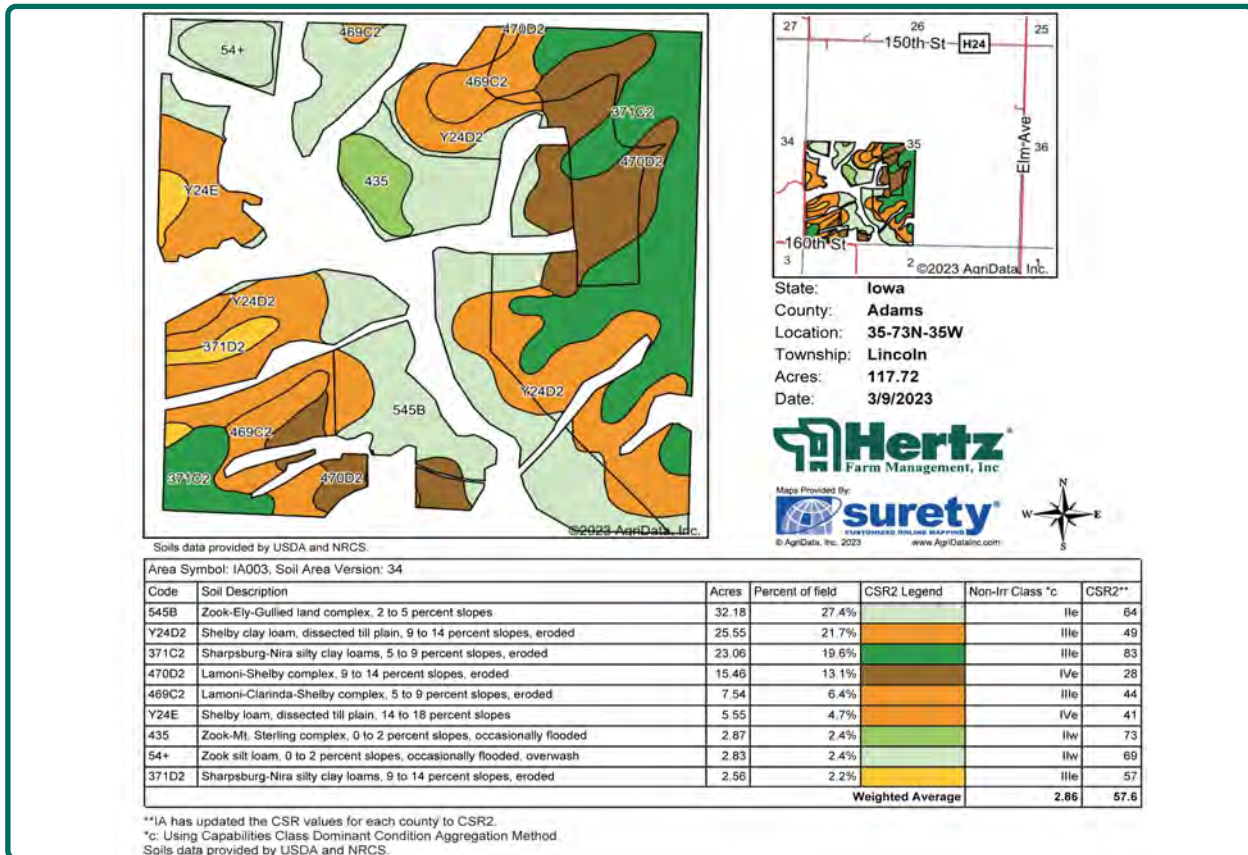 470D2
469C2
54+
469C2
371C2
Y24D2
470D2
435
Y24E
Y24D2
371D2
Y24D2
545B
469C2
371C2
470D2
©2023 AgriData, Inc.
Soils data provided by USDA and NRCS.
27
26
25
150th St
H24
34
35
36
Elm Ave
160th St
3
2
1
©2023 AgriData, Inc.
State: Iowa
County: Adams
Location: 35-73N-35W
Township: Lincoln
Acres: 117.72
Date: 3/9/2023
Hertz®
Farm Management, Inc
Maps Provided By:
surety®
CUSTOMIZED ONLINE MAPPING
© AgriData, Inc. 2023 www.AgriDataInc.com
N
W E
S
Area Symbol: IA003, Soil Area Version: 34
Code Soil Description Acres Percent of field CSR2 Legend Non-Irr Class *c CSR2**
545B Zook-Ely-Gullied land complex, 2 to 5 percent slopes 32.18 27.4% IIe 64
Y24D2 Shelby clay loam, dissected till plain, 9 to 14 percent slopes, eroded 25.55 21.7% IIIe 49
371C2 Sharpsburg-Nira silty clay loams, 5 to 9 percent slopes, eroded 23.06 19.6% IIIe 83
470D2 Lamoni-Shelby complex, 9 to 14 percent slopes, eroded 15.46 13.1% IVe 28
469C2 Lamoni-Clarinda-Shelby complex, 5 to 9 percent slopes, eroded 7.54 6.4% IIIe 44
Y24E Shelby loam, dissected till plain, 14 to 18 percent slopes 5.55 4.7% IVe 41
435 Zook-Mt. Sterling complex, 0 to 2 percent slopes, occasionally flooded 2.87 2.4% IIw 73
54+ Zook silt loam, 0 to 2 percent slopes, occasionally flooded, overwash 2.83 2.4% IIw 69
371D2 Sharpsburg-Nira silty clay loams, 9 to 14 percent slopes, eroded 2.56 2.2% IIIe 57
Weighted Average 2.86 57.6
**IA has updated the CSR values for each county to CSR2.
*c: Using Capabilities Class Dominant Condition Aggregation Method
Soils data provided by USDA and NRCS.